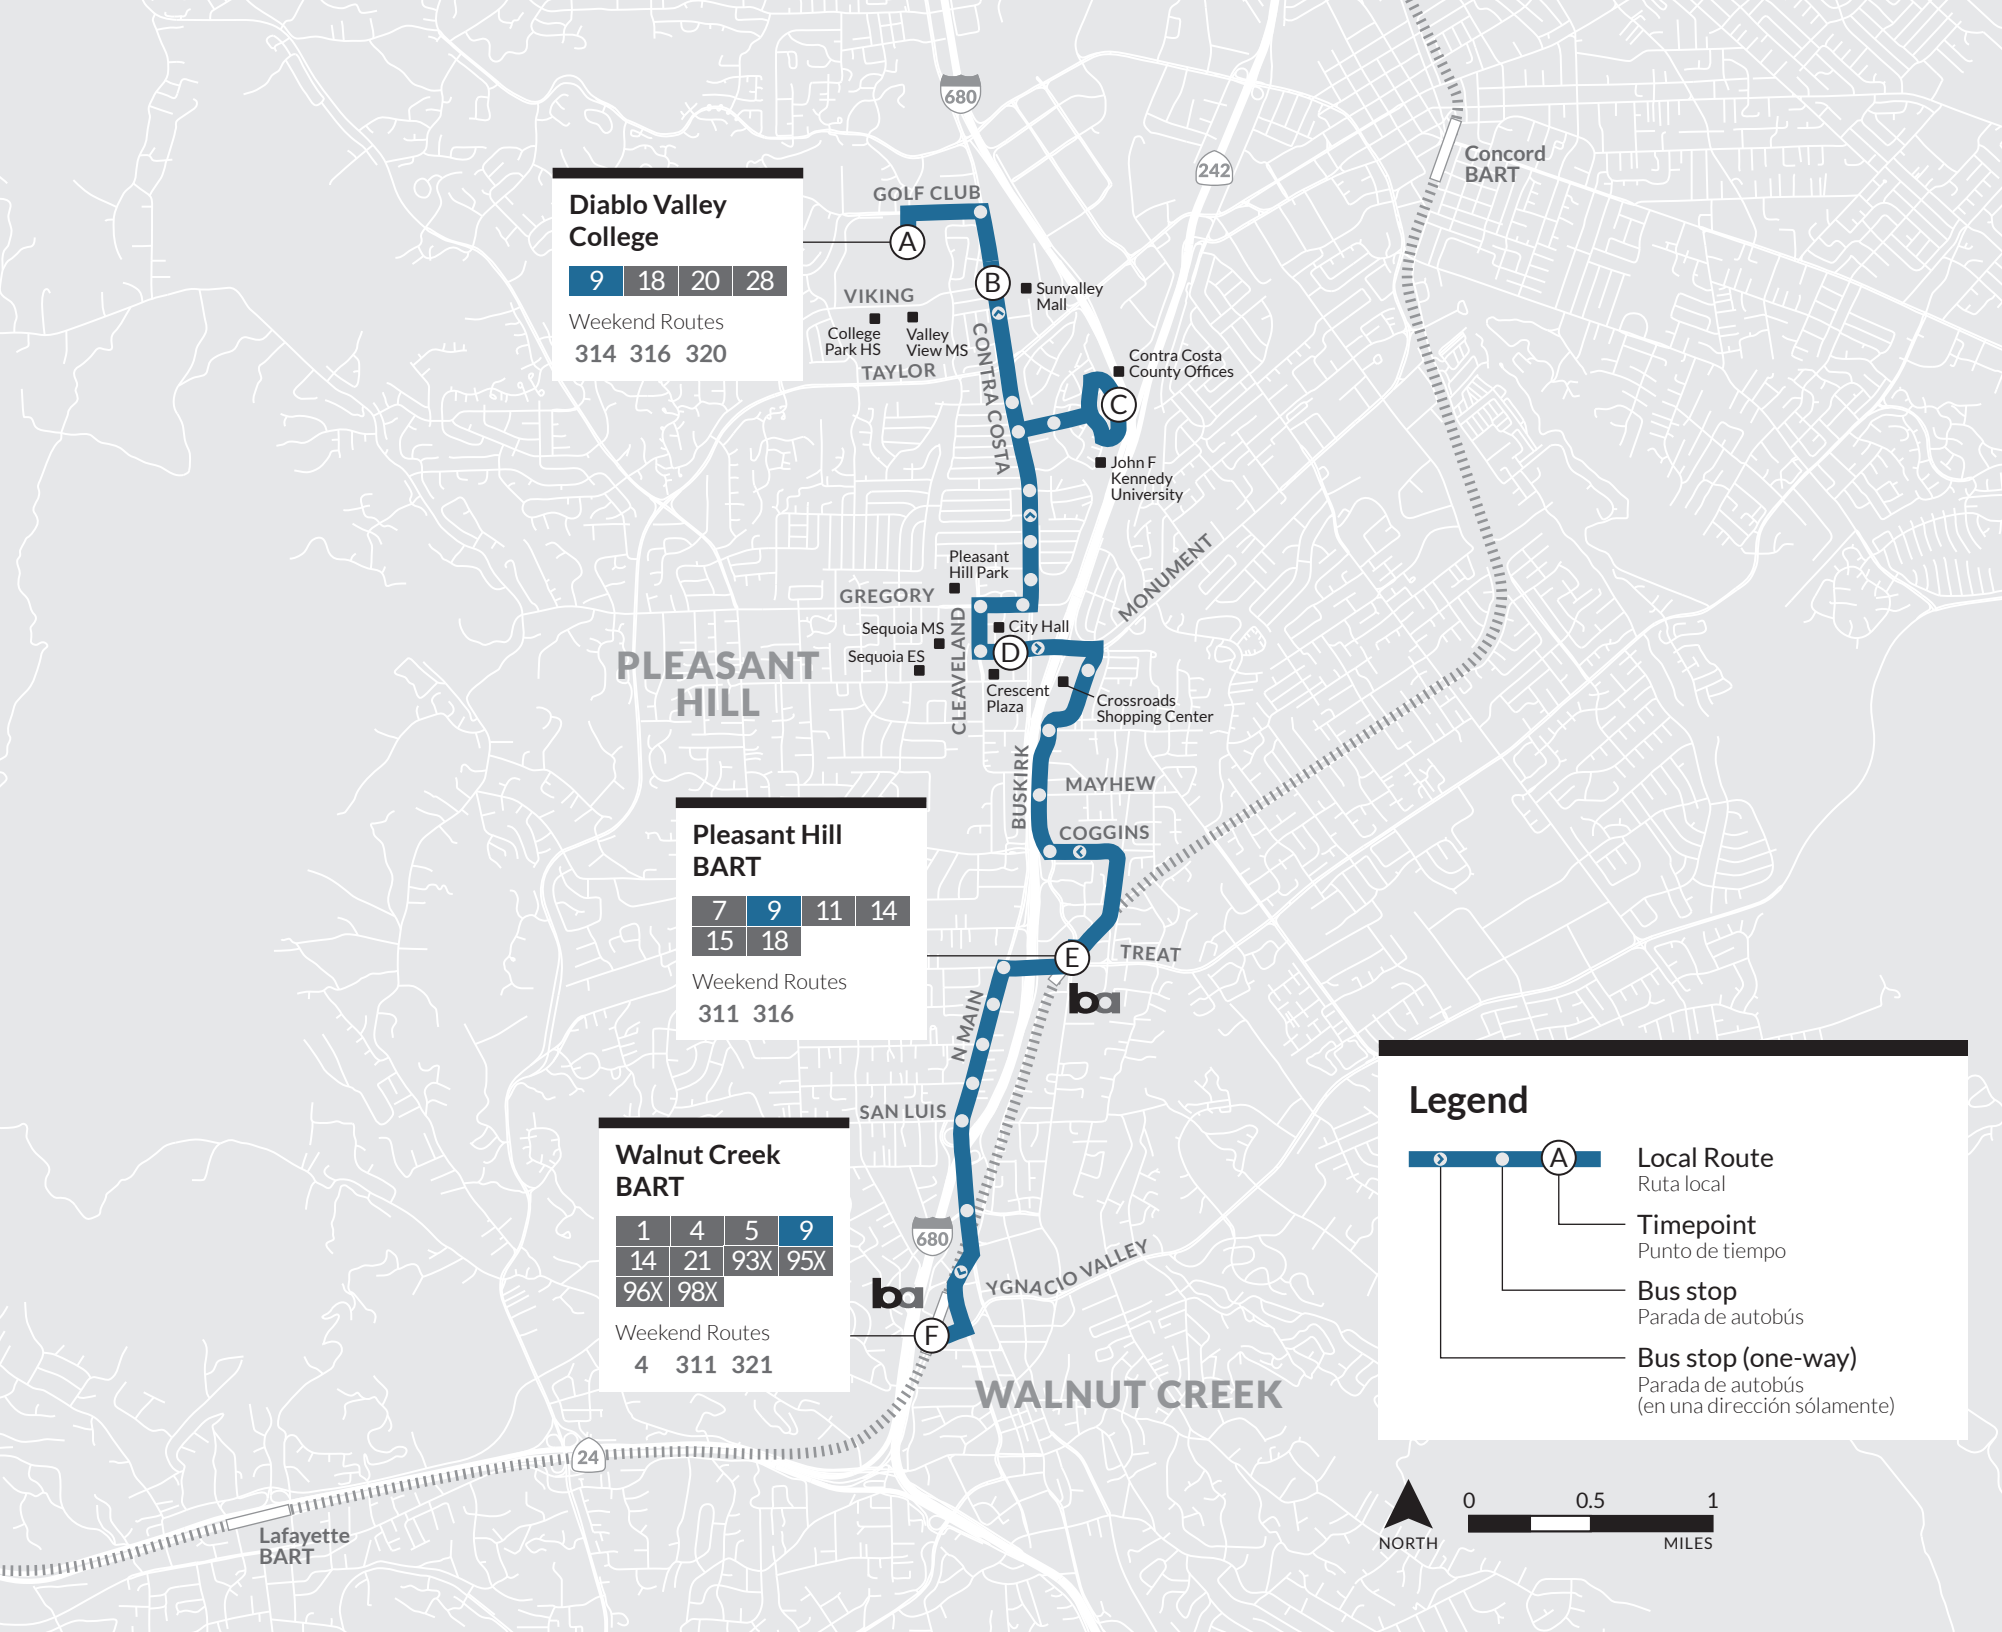 680
242
Concord
BART
Diablo Valley
College
9 18 20 28
Weekend Routes
314 316 320
GOLF CLUB
A
B
Sunvalley
Mall
VIKING
College
Park HS
Valley
View MS
TAYLOR
CONTRA COSTA
Contra Costa
County Offices
C
John F
Kennedy
University
MONUMENT
Pleasant
Hill Park
GREGORY
CLEAVELAND
City Hall
Sequoia MS
Sequoia ES
D
Crescent
Plaza
Crossroads
Shopping Center
PLEASANT
HILL
BUSKIRK
MAYHEW
COGGINS
Pleasant Hill
BART
7 9 11 14
15 18
Weekend Routes
311 316
E
TREAT
ba
N MAIN
SAN LUIS
Walnut Creek
BART
1 4 5 9
14 21 93X 95X
96X 98X
Weekend Routes
4 311 321
680
ba
YGNACIO VALLEY
F
WALNUT CREEK
24
Lafayette
BART
Legend
A
Local Route
Ruta local
Timepoint
Punto de tiempo
Bus stop
Parada de autobús
Bus stop (one-way)
Parada de autobús
(en una dirección sólamente)
NORTH
0 0.5 1
MILES